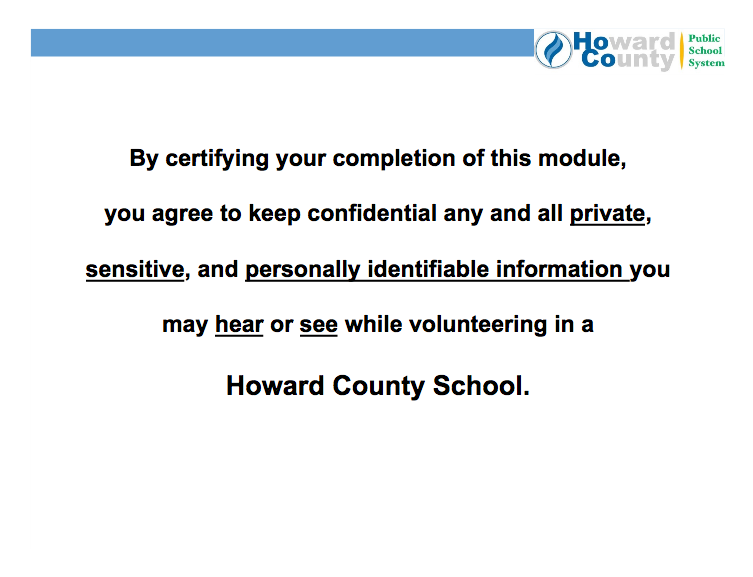 Howard
County
Public
School
System
By certifying your completion of this module,
you agree to keep confidential any and all private,
sensitive, and personally identifiable information you
may hear or see while volunteering in a
Howard County School.